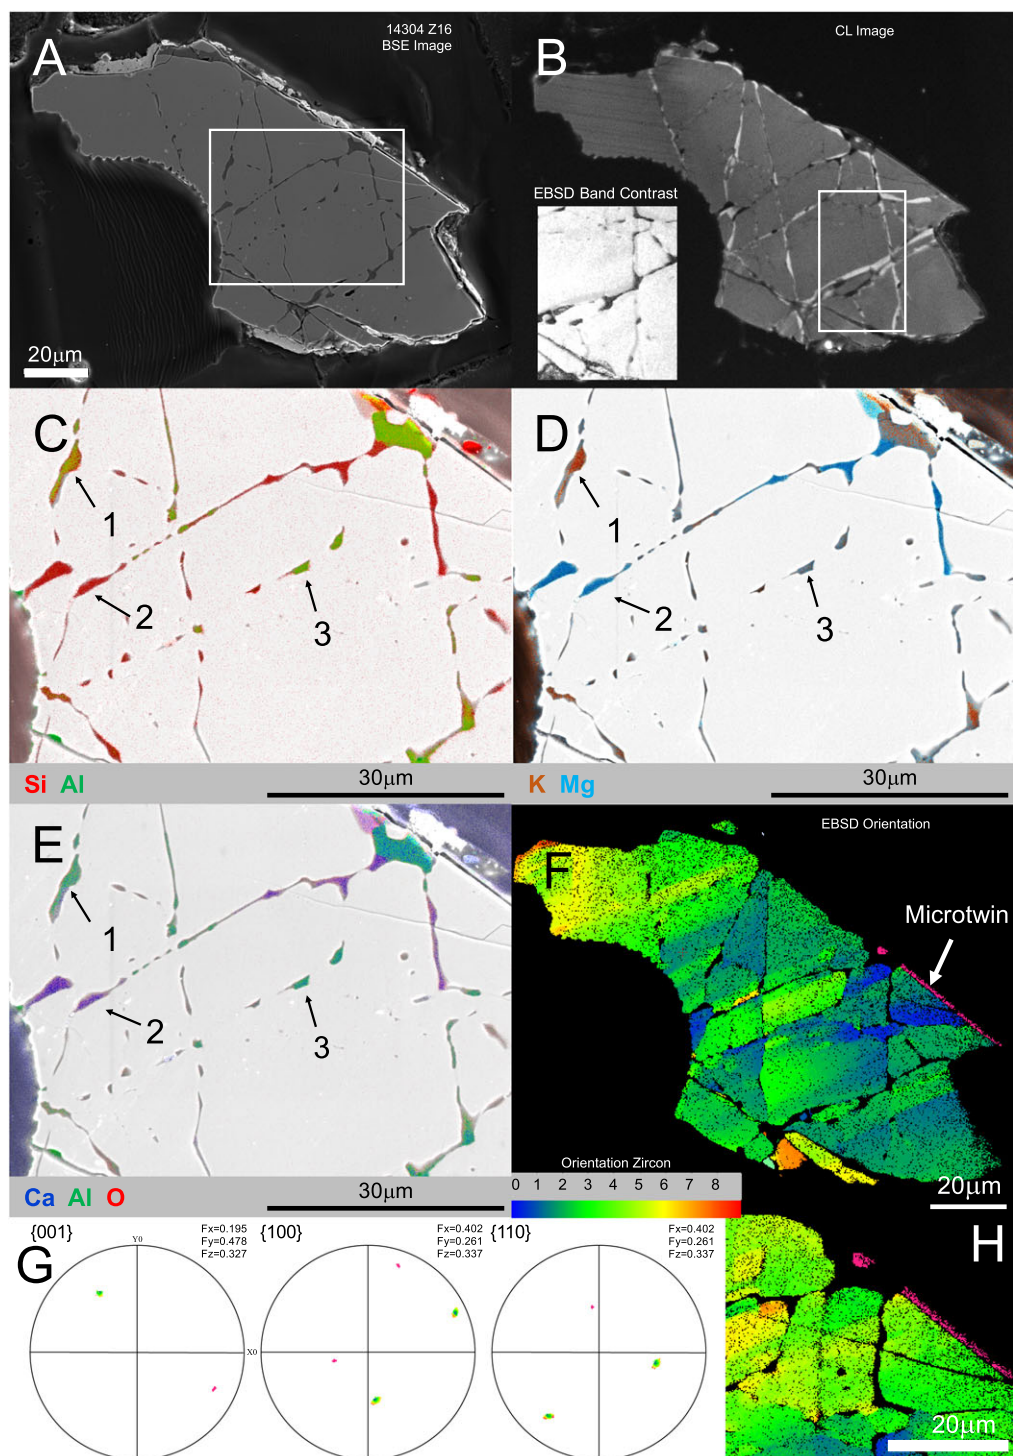 A
14304 Z16
BSE Image
20µm
B
CL Image
EBSD Band Contrast
C
1
2
3
Si Al
30µm
D
1
2
3
K Mg
30µm
E
1
2
3
Ca Al O
30µm
F
EBSD Orientation
Microtwin
Orientation Zircon
0 1 2 3 4 5 6 7 8
20µm
G
{001}
Y0
Fx=0.195
Fy=0.478
Fz=0.327
X0
{100}
Fx=0.402
Fy=0.261
Fz=0.337
{110}
Fx=0.402
Fy=0.261
Fz=0.337
H
20µm